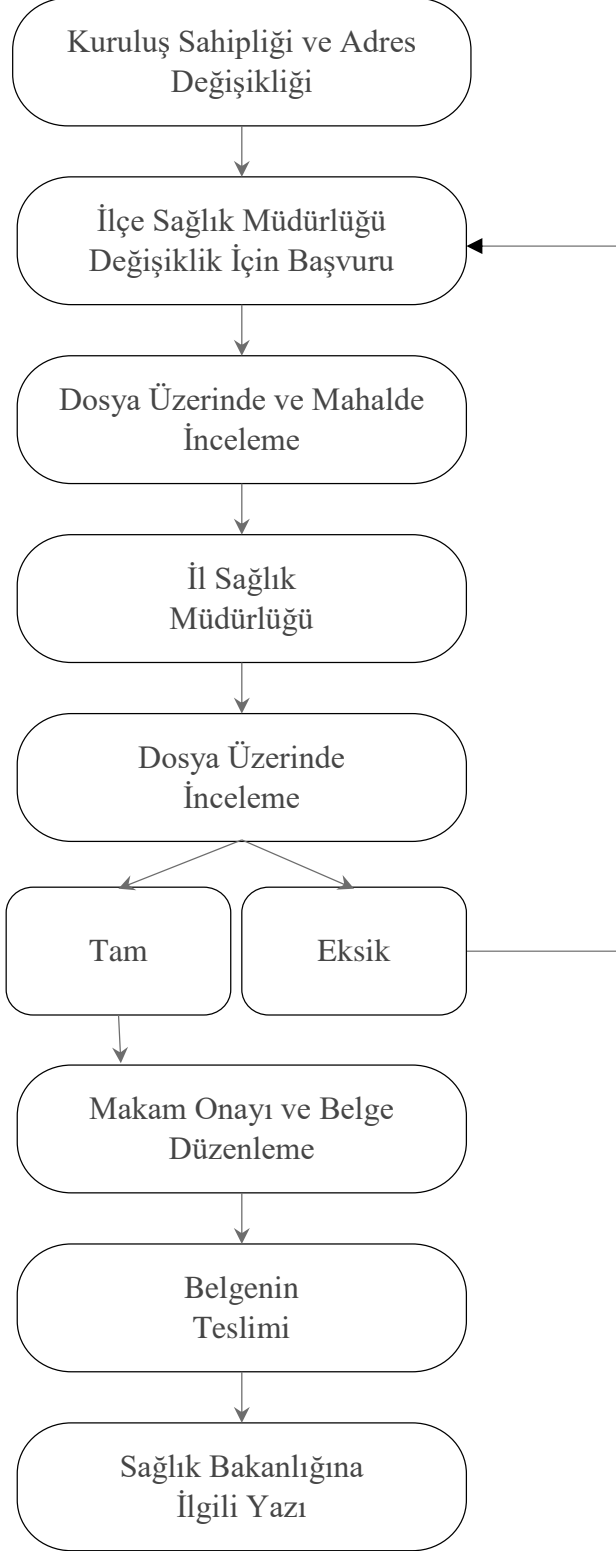 Kuruluş Sahipliği ve Adres
Değişikliği
İlçe Sağlık Müdürlüğü
Değişiklik İçin Başvuru
Dosya Üzerinde ve Mahalde
İnceleme
İl Sağlık
Müdürlüğü
Dosya Üzerinde
İnceleme
Tam
Eksik
Makam Onayı ve Belge
Düzenleme
Belgenin
Teslimi
Sağlık Bakanlığına
İlgili Yazı